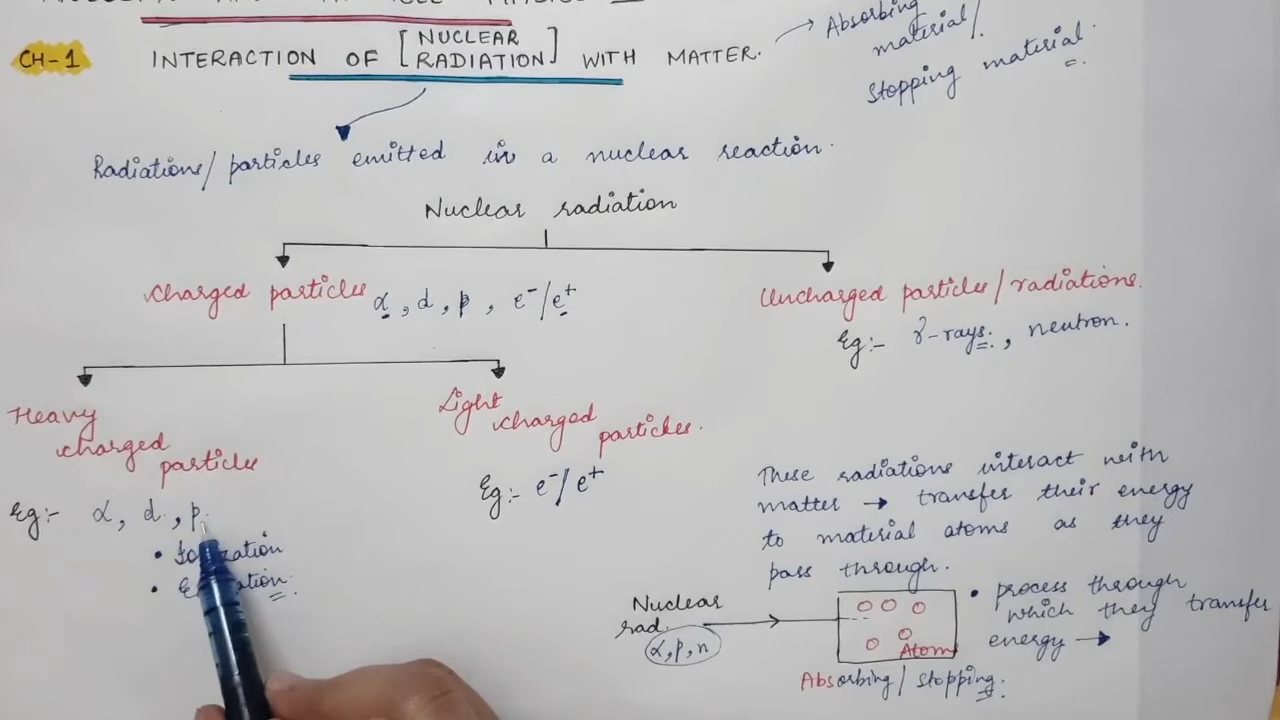 CH-1 INTERACTION OF [NUCLEAR RADIATION] WITH MATTER.
Absorbing
material/
Stopping material.
Radiations/particles emitted in a nuclear reaction.
Nuclear radiation
Charged particles α, d, p, e⁻/e⁺
Uncharged particles/radiations.
Eg:- γ-rays, neutron.
Heavy
charged
particles
Eg:- α, d, p
• Ionization
• Excitation.
Light
charged
particles.
Eg:- e⁻/e⁺
These radiations interact with
matter → transfer their energy
to material atoms as they
pass through.
Nuclear
rad.
α, p, n
Atoms
Absorbing/stopping.
• process through
which they transfer
energy →